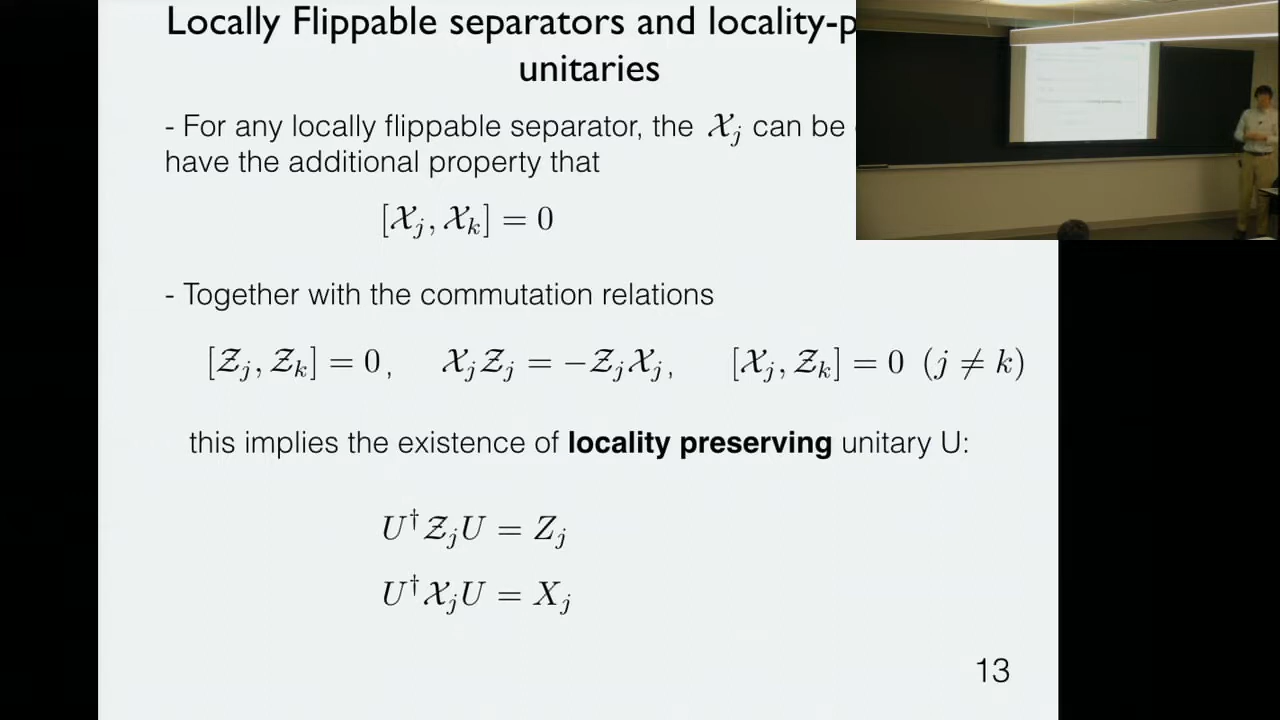 Locally Flippable separators and locality-p
unitaries
- For any locally flippable separator, the 𝒳_j can be
have the additional property that
[𝒳_j, 𝒳_k] = 0
- Together with the commutation relations
[𝒵_j, 𝒵_k] = 0, 𝒳_j𝒵_j = −𝒵_j𝒳_j, [𝒳_j, 𝒵_k] = 0 (j ≠ k)
this implies the existence of locality preserving unitary U:
U†𝒵_jU = Z_j
U†𝒳_jU = X_j
13